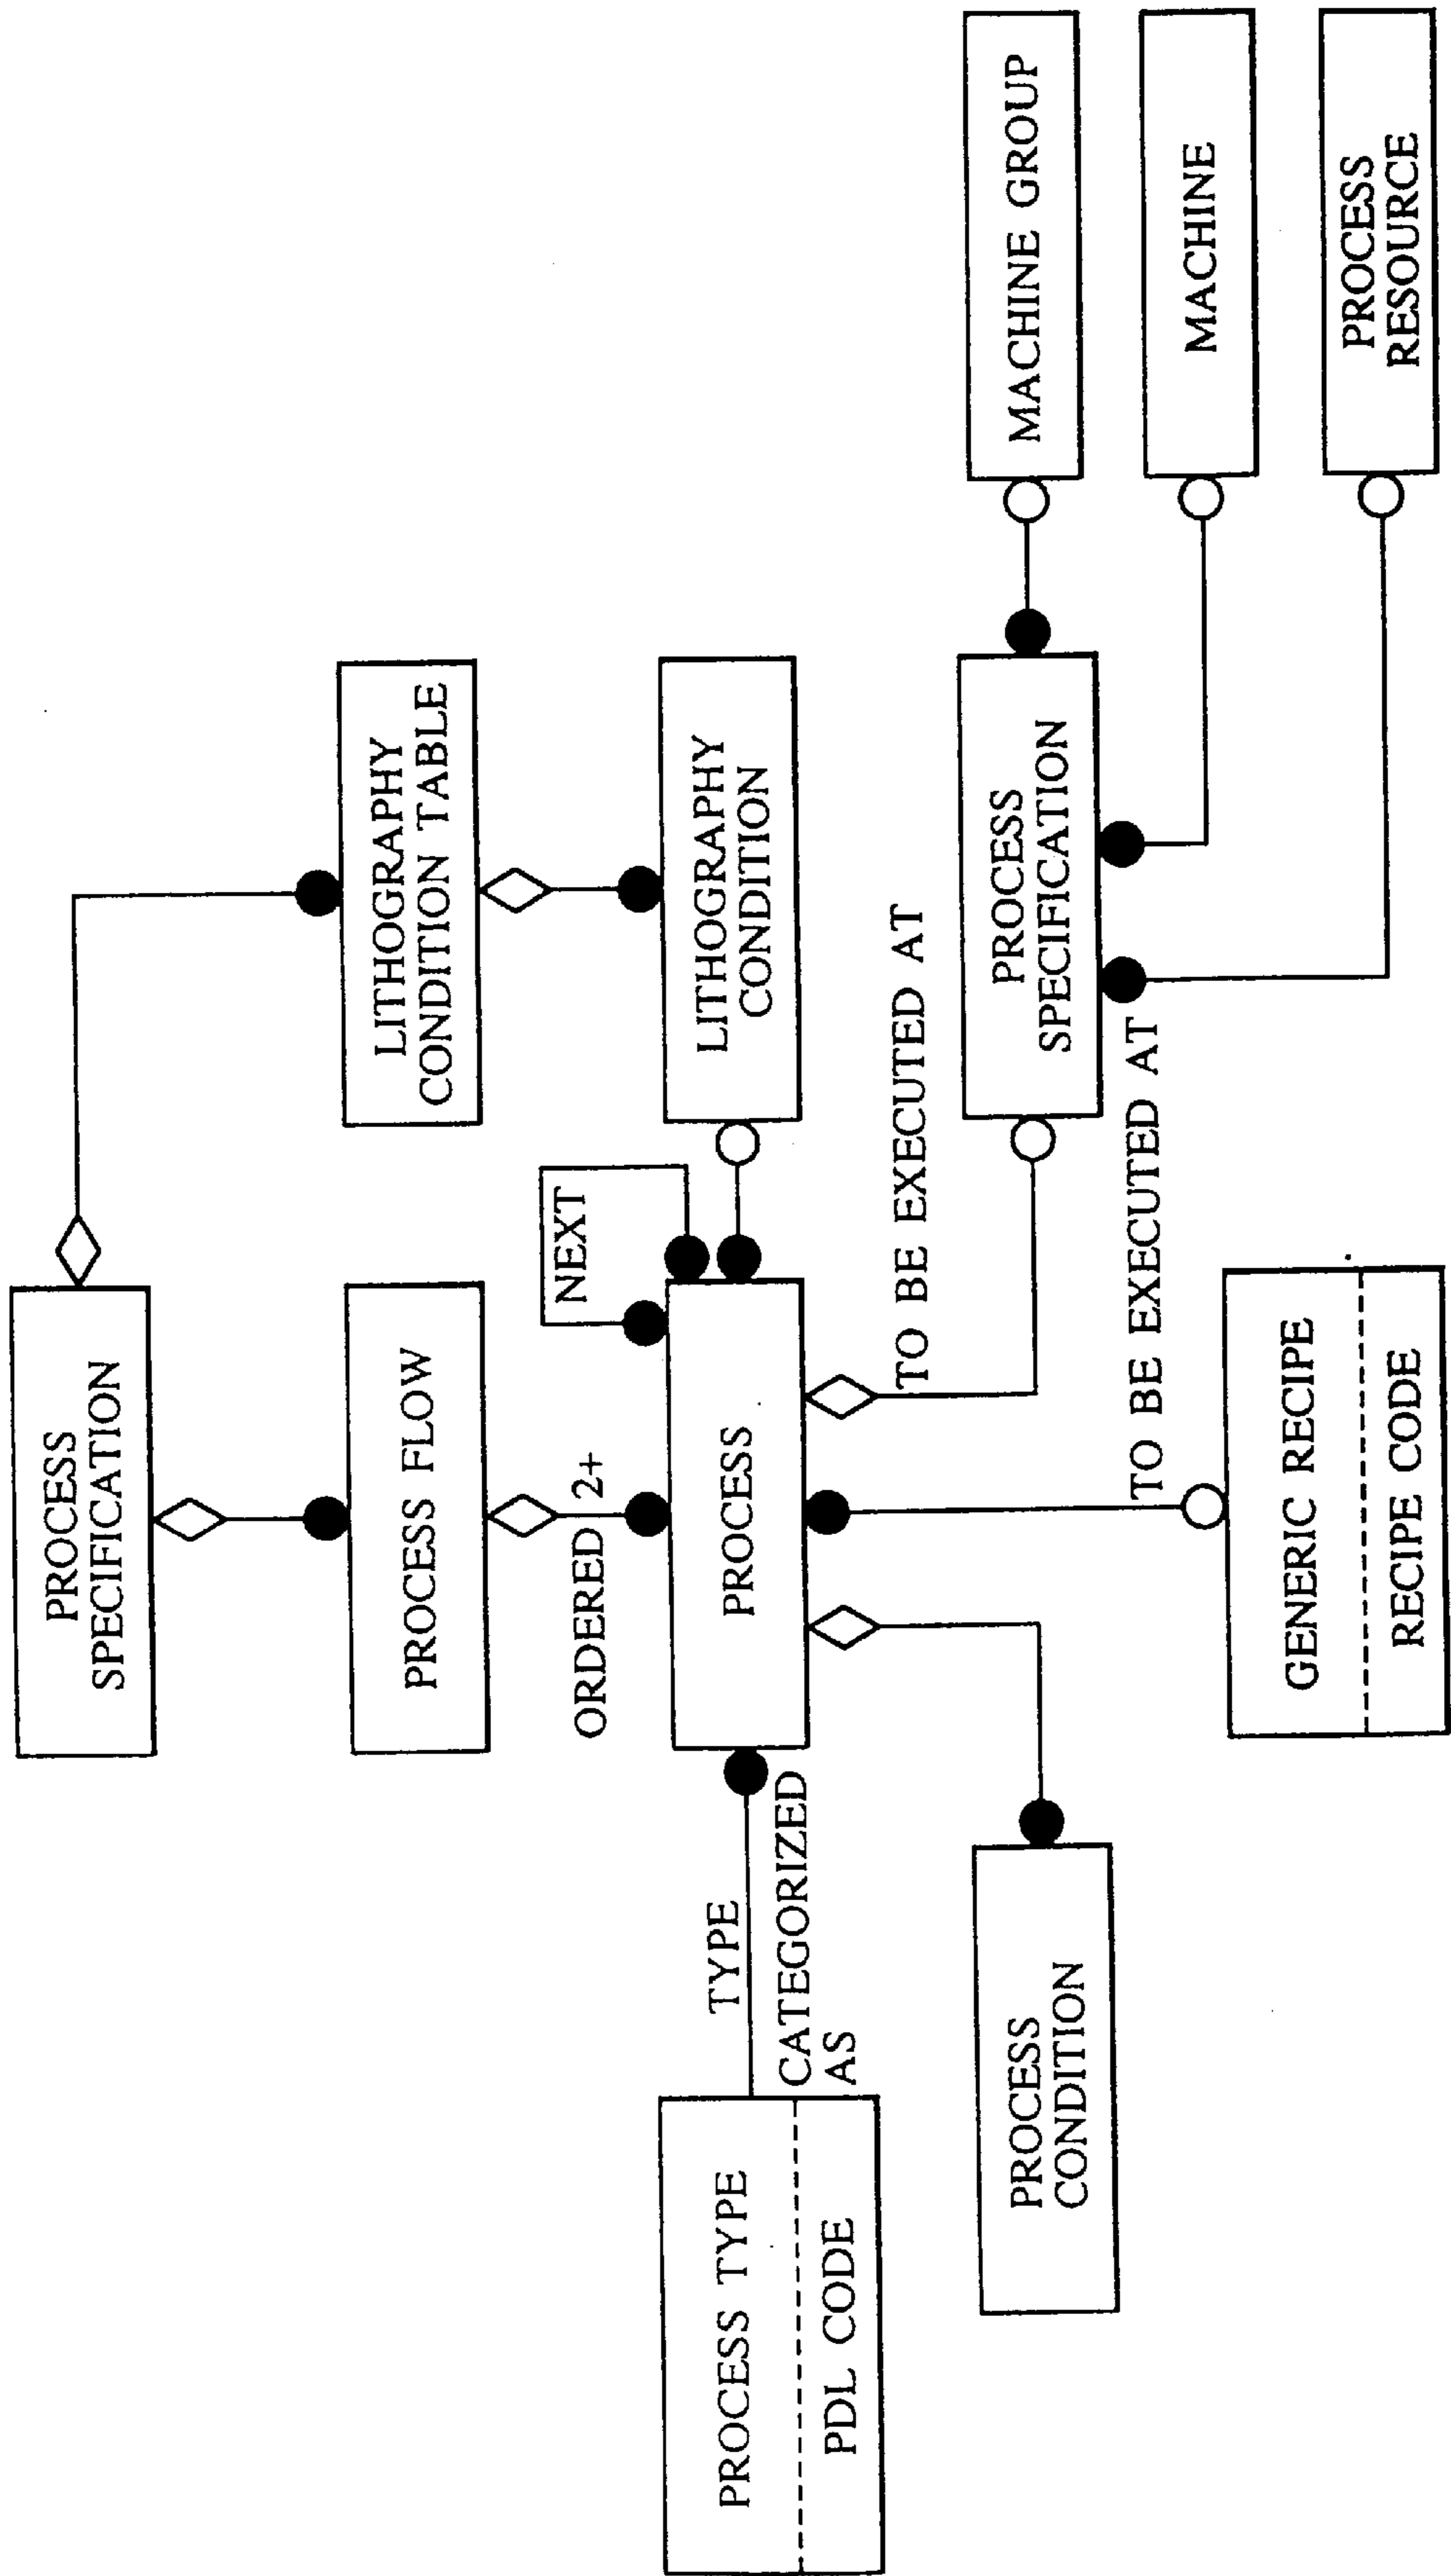 PROCESS
SPECIFICATION
LITHOGRAPHY
CONDITION TABLE
PROCESS FLOW
NEXT
ORDERED 2+
LITHOGRAPHY
CONDITION
PROCESS
TYPE
CATEGORIZED
AS
PROCESS TYPE
PDL CODE
TO BE EXECUTED AT
PROCESS
SPECIFICATION
MACHINE GROUP
MACHINE
PROCESS
RESOURCE
PROCESS
CONDITION
TO BE EXECUTED AT
GENERIC RECIPE
RECIPE CODE